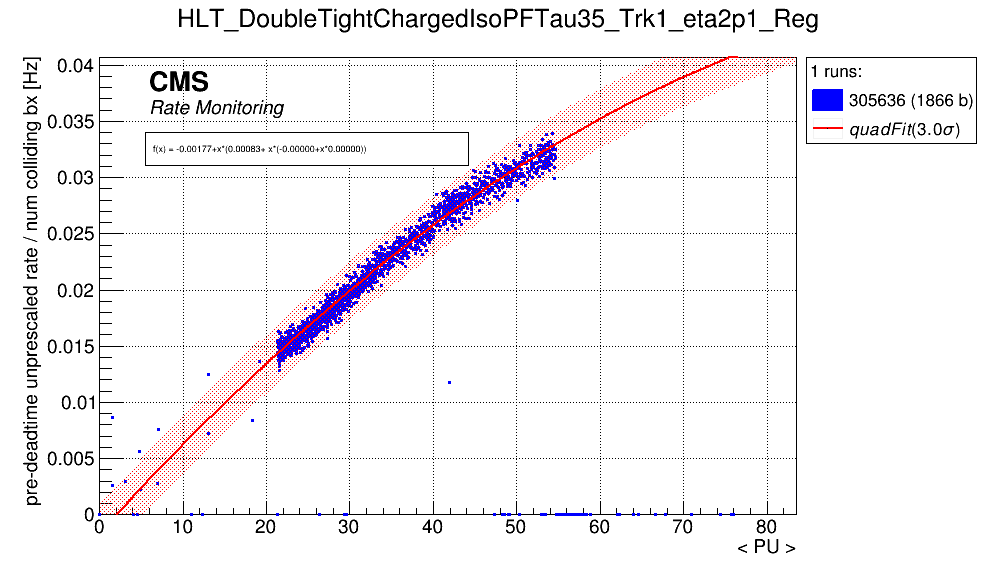 HLT_DoubleTightChargedIsoPFTau35_Trk1_eta2p1_Reg
pre-deadtime unprescaled rate / num colliding bx [Hz]
0.04
0.035
0.03
0.025
0.02
0.015
0.01
0.005
0
CMS
Rate Monitoring
f(x) = -0.00177+x*(0.00083+ x*(-0.00000+x*0.00000))
1 runs:
305636 (1866 b)
quadFit(3.0σ)
0 10 20 30 40 50 60 70 80
< PU >